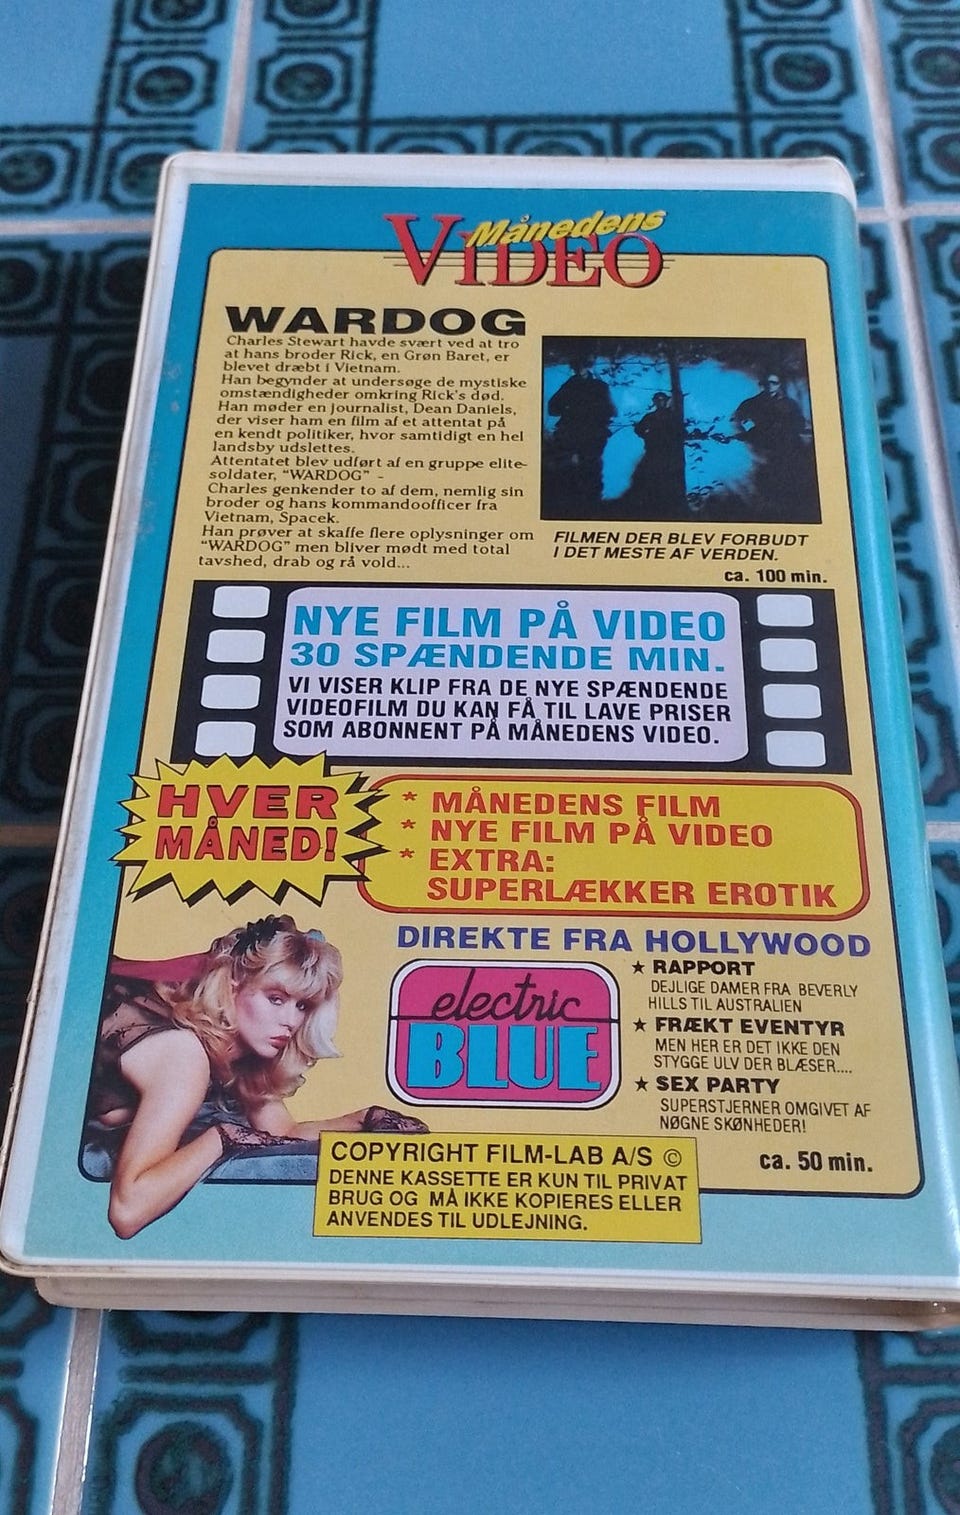 Månedens
VIDEO
WARDOG
Charles Stewart havde svært ved at tro
at hans broder Rick, en Grøn Baret, er
blevet dræbt i Vietnam.
Han begynder at undersøge de mystiske
omstændigheder omkring Rick's død.
Han møder en journalist, Dean Daniels,
der viser ham en film af et attentat på
en kendt politiker, hvor samtidigt en hel
landsby udslettes.
Attentatet blev udført af en gruppe elite-
soldater, "WARDOG" -
Charles genkender to af dem, nemlig sin
broder og hans kommandoofficer fra
Vietnam, Spacek.
Han prøver at skaffe flere oplysninger om
"WARDOG" men bliver mødt med total
tavshed, drab og rå vold...
FILMEN DER BLEV FORBUDT
I DET MESTE AF VERDEN.
ca. 100 min.
NYE FILM PÅ VIDEO
30 SPÆNDENDE MIN.
VI VISER KLIP FRA DE NYE SPÆNDENDE
VIDEOFILM DU KAN FÅ TIL LAVE PRISER
SOM ABONNENT PÅ MÅNEDENS VIDEO.
HVER
MÅNED!
* MÅNEDENS FILM
* NYE FILM PÅ VIDEO
* EXTRA:
SUPERLÆKKER EROTIK
DIREKTE FRA HOLLYWOOD
electric
BLUE
★ RAPPORT
DEJLIGE DAMER FRA BEVERLY
HILLS TIL AUSTRALIEN
★ FRÆKT EVENTYR
MEN HER ER DET IKKE DEN
STYGGE ULV DER BLÆSER....
★ SEX PARTY
SUPERSTJERNER OMGIVET AF
NØGNE SKØNHEDER!
ca. 50 min.
COPYRIGHT FILM-LAB A/S ©
DENNE KASSETTE ER KUN TIL PRIVAT
BRUG OG MÅ IKKE KOPIERES ELLER
ANVENDES TIL UDLEJNING.